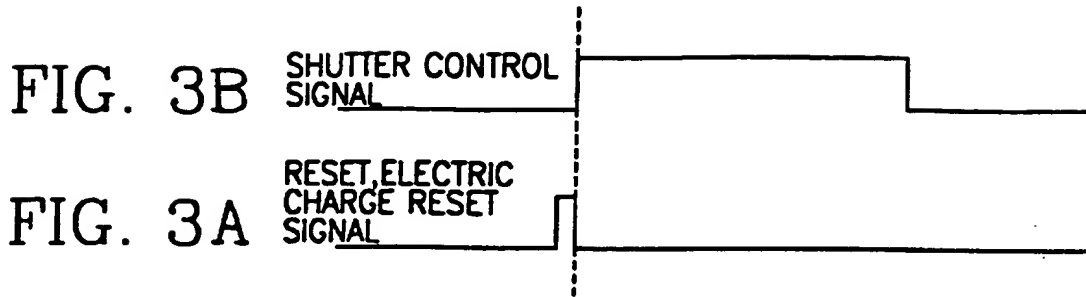 FIG. 3B
SHUTTER CONTROL
SIGNAL
FIG. 3A
RESET,ELECTRIC
CHARGE RESET
SIGNAL